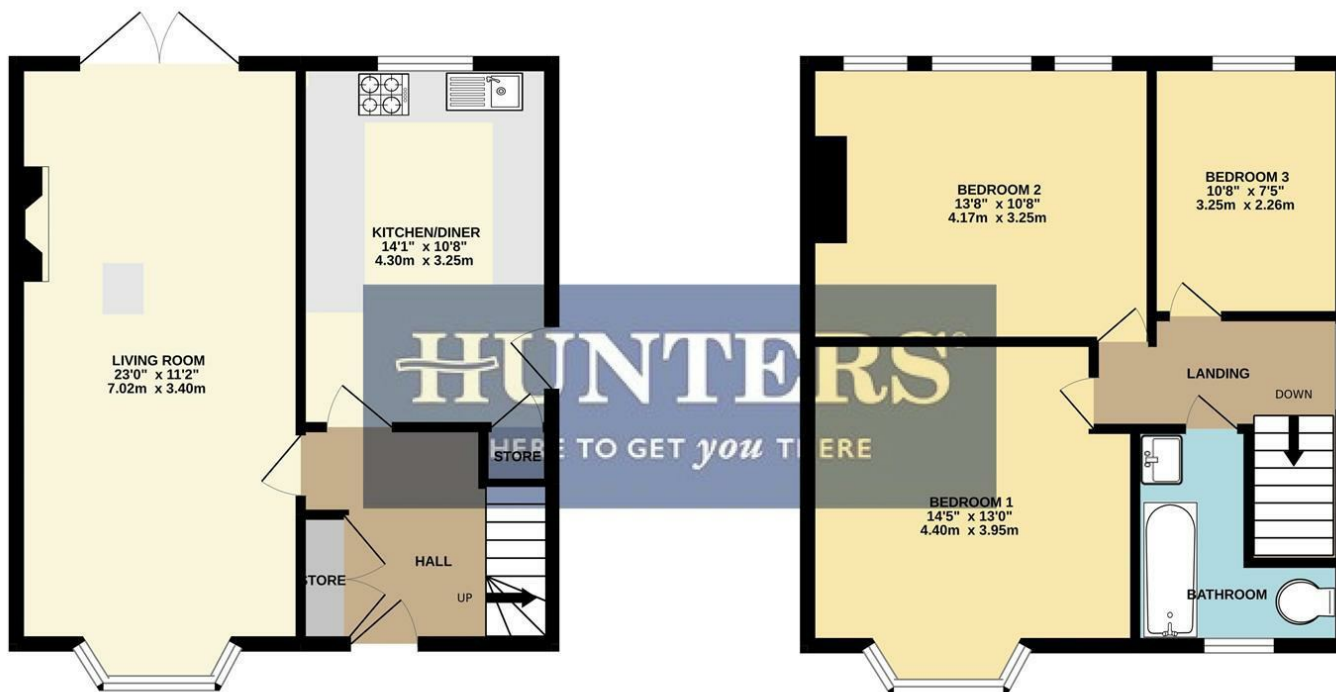 LIVING ROOM
23'0" x 11'2"
7.02m x 3.40m
KITCHEN/DINER
14'1" x 10'8"
4.30m x 3.25m
STORE
STORE
HALL
UP
BEDROOM 2
13'8" x 10'8"
4.17m x 3.25m
BEDROOM 3
10'8" x 7'5"
3.25m x 2.26m
LANDING
DOWN
BEDROOM 1
14'5" x 13'0"
4.40m x 3.95m
BATHROOM
HUNTERS®
HERE TO GET you THERE